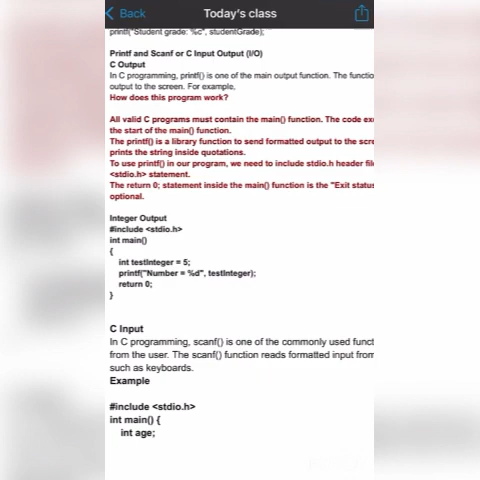 Back
Today's class
printf("Student grade: %c", studentGrade);
Printf and Scanf or C Input Output (I/O)
C Output
In C programming, printf() is one of the main output function. The functio
output to the screen. For example,
How does this program work?
All valid C programs must contain the main() function. The code exe
the start of the main() function.
The printf() is a library function to send formatted output to the scre
prints the string inside quotations.
To use printf() in our program, we need to include stdio.h header file
<stdio.h> statement.
The return 0; statement inside the main() function is the "Exit status
optional.
Integer Output
#include <stdio.h>
int main()
{
int testInteger = 5;
printf("Number = %d", testInteger);
return 0;
}
C Input
In C programming, scanf() is one of the commonly used funct
from the user. The scanf() function reads formatted input from
such as keyboards.
Example
#include <stdio.h>
int main() {
int age;